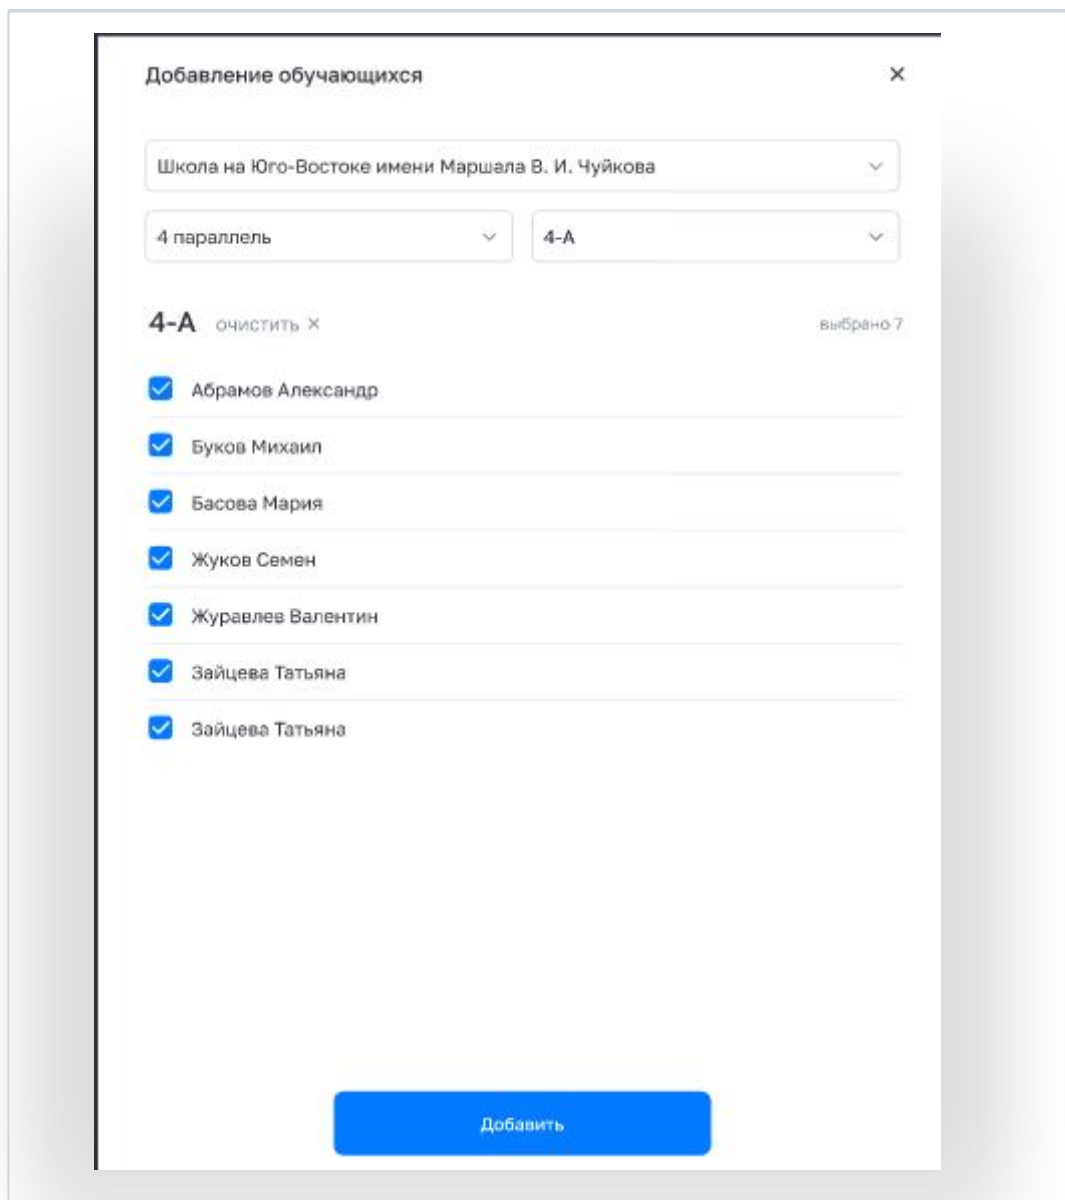 Добавление обучающихся
Школа на Юго-Востоке имени Маршала В. И. Чуйкова
4 параллель
4-А
4-А очистить × выбрано 7
Абрамов Александр
Буков Михаил
Басова Мария
Жуков Семен
Журавлев Валентин
Зайцева Татьяна
Зайцева Татьяна
Добавить